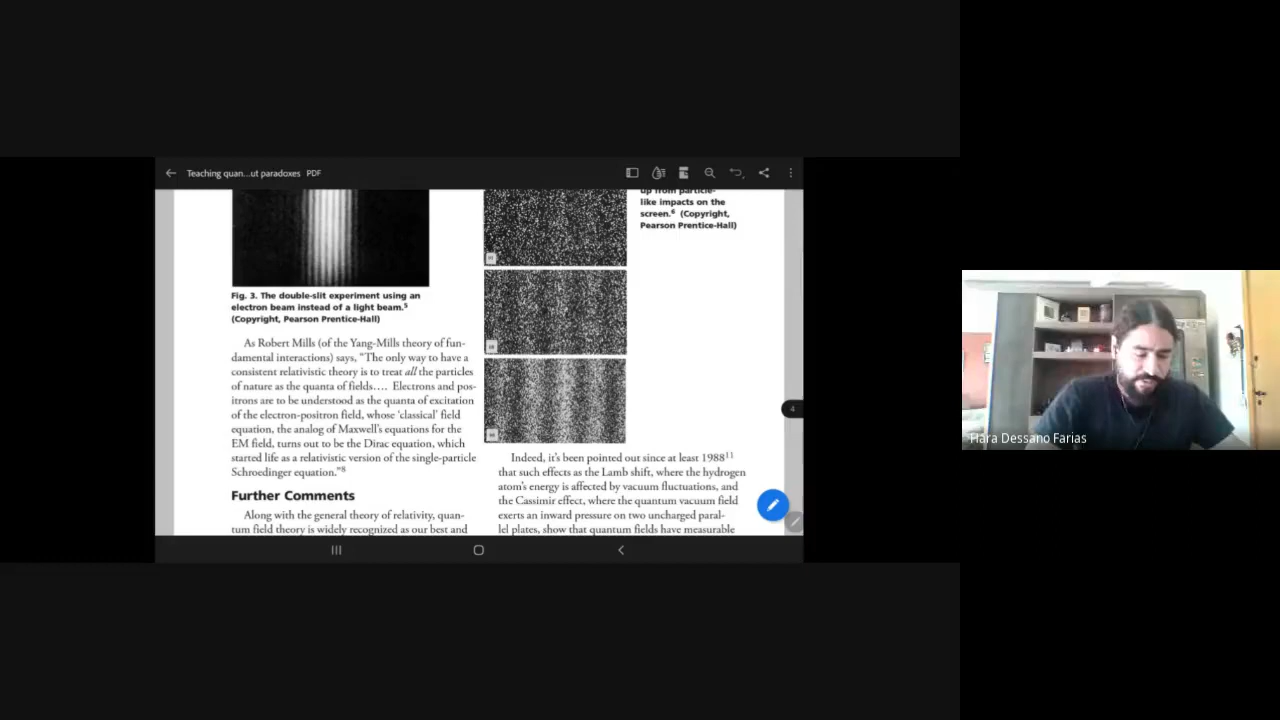 Teaching quan...ut paradoxes PDF
up from particle-
like impacts on the
screen.⁶ (Copyright,
Pearson Prentice-Hall)
Fig. 3. The double-slit experiment using an
electron beam instead of a light beam.⁵
(Copyright, Pearson Prentice-Hall)
As Robert Mills (of the Yang-Mills theory of fun-
damental interactions) says, “The only way to have a
consistent relativistic theory is to treat all the particles
of nature as the quanta of fields…. Electrons and pos-
itrons are to be understood as the quanta of excitation
of the electron-positron field, whose ‘classical’ field
equation, the analog of Maxwell’s equations for the
EM field, turns out to be the Dirac equation, which
started life as a relativistic version of the single-particle
Schroedinger equation.”⁸
Further Comments
Along with the general theory of relativity, quan-
tum field theory is widely recognized as our best and
Indeed, it’s been pointed out since at least 1988¹¹
that such effects as the Lamb shift, where the hydrogen
atom’s energy is affected by vacuum fluctuations, and
the Cassimir effect, where the quantum vacuum field
exerts an inward pressure on two uncharged paral-
lel plates, show that quantum fields have measurable
4
Hara Dessano Farias